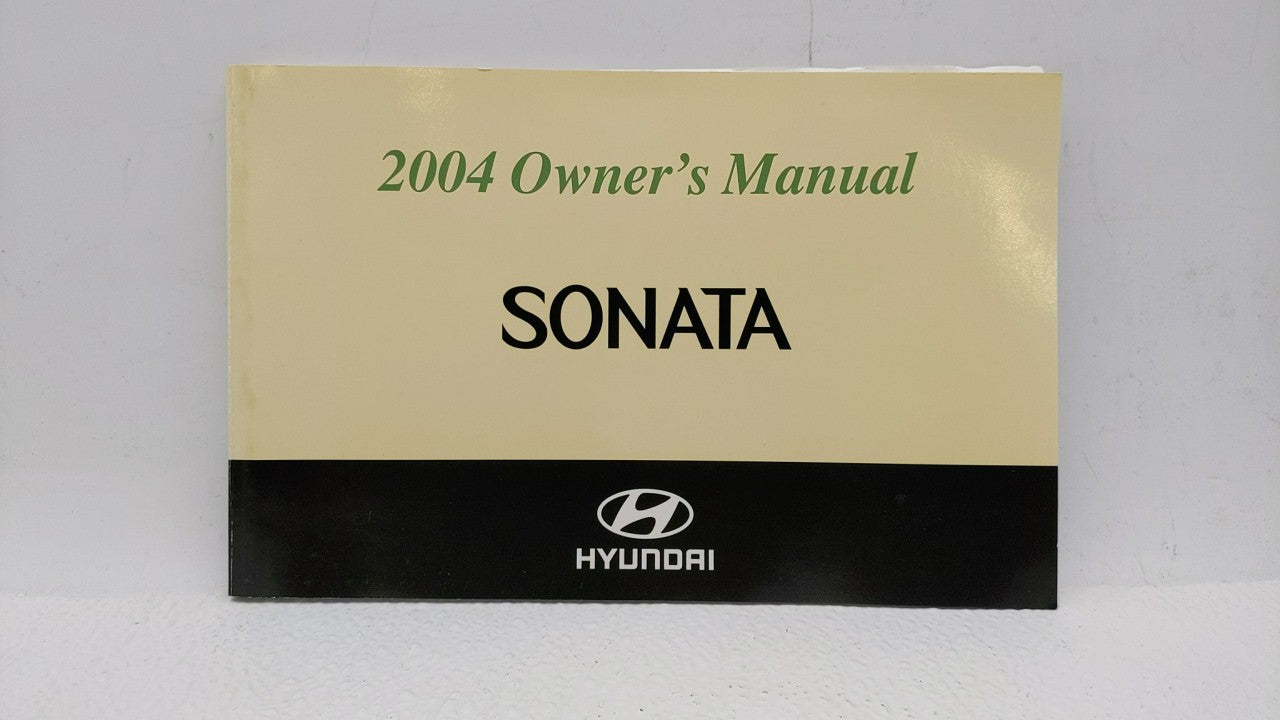 2004 Owner's Manual
SONATA
HYUNDAI